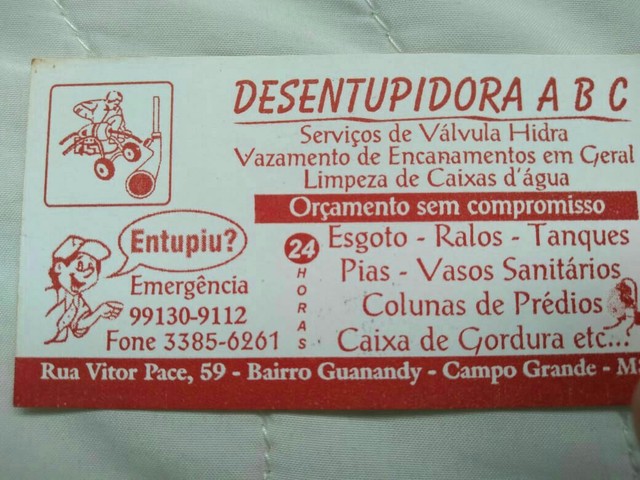 DESENTUPIDORA A B C
Serviços de Válvula Hidra
Vazamento de Encanamentos em Geral
Limpeza de Caixas d'água
Orçamento sem compromisso
Entupiu?
Emergência
99130-9112
Fone 3385-6261
24
HORAS
Esgoto - Ralos - Tanques
Pias - Vasos Sanitários
Colunas de Prédios
Caixa de Gordura etc...
Rua Vitor Pace, 59 - Bairro Guanandy - Campo Grande - MS